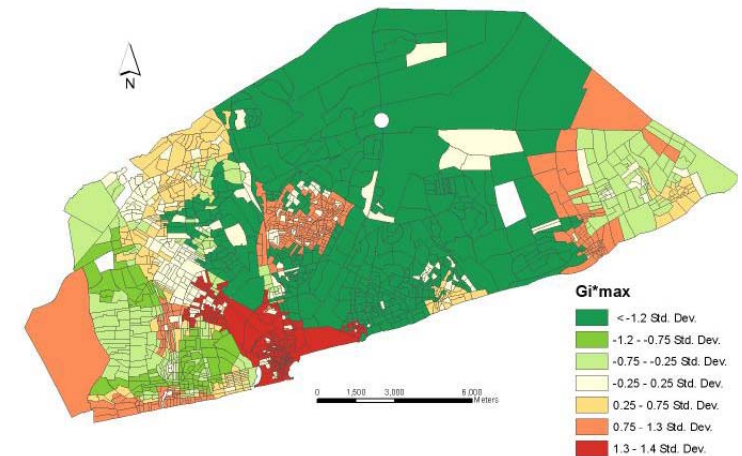 N
Gi*max
< -1.2 Std. Dev.
-1.2 - -0.75 Std. Dev.
-0.75 - -0.25 Std. Dev.
-0.25 - 0.25 Std. Dev.
0.25 - 0.75 Std. Dev.
0.75 - 1.3 Std. Dev.
1.3 - 1.4 Std. Dev.
0 1,500 3,000 6,000
Meters